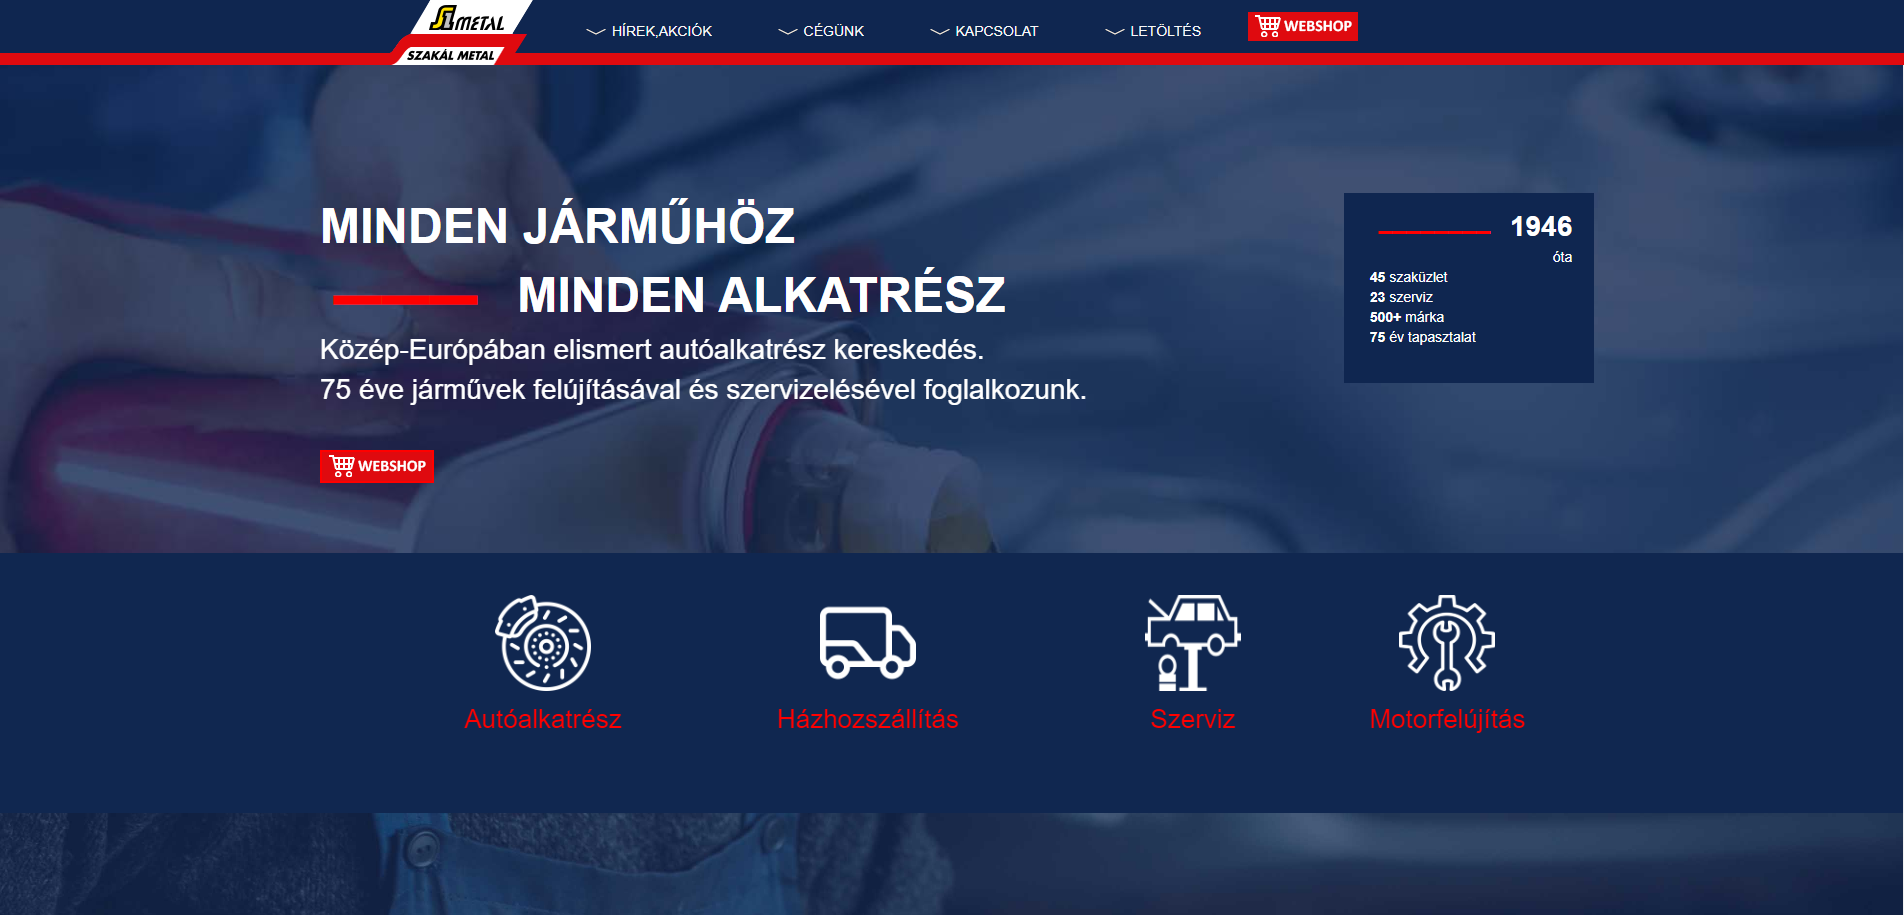 SZ METAL
SZAKÁL METAL
HÍREK,AKCIÓK
CÉGÜNK
KAPCSOLAT
LETÖLTÉS
WEBSHOP
MINDEN JÁRMŰHÖZ
MINDEN ALKATRÉSZ
Közép-Európában elismert autóalkatrész kereskedés.
75 éve járművek felújításával és szervizelésével foglalkozunk.
WEBSHOP
1946
óta
45 szaküzlet
23 szerviz
500+ márka
75 év tapasztalat
Autóalkatrész
Házhozszállítás
Szerviz
Motorfelújítás